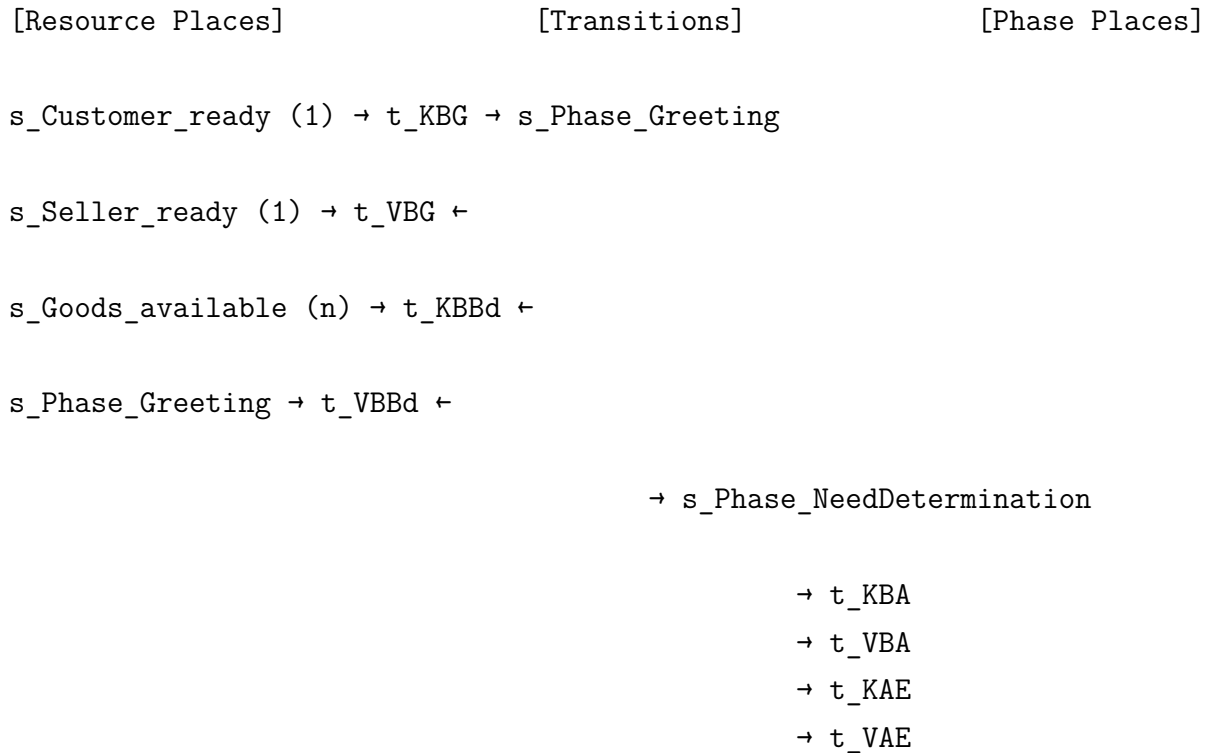 [Resource Places] [Transitions] [Phase Places]
s_Customer_ready (1) → t_KBG → s_Phase_Greeting
s_Seller_ready (1) → t_VBG ←
s_Goods_available (n) → t_KBBd ←
s_Phase_Greeting → t_VBBd ←
→ s_Phase_NeedDetermination
→ t_KBA
→ t_VBA
→ t_KAE
→ t_VAE